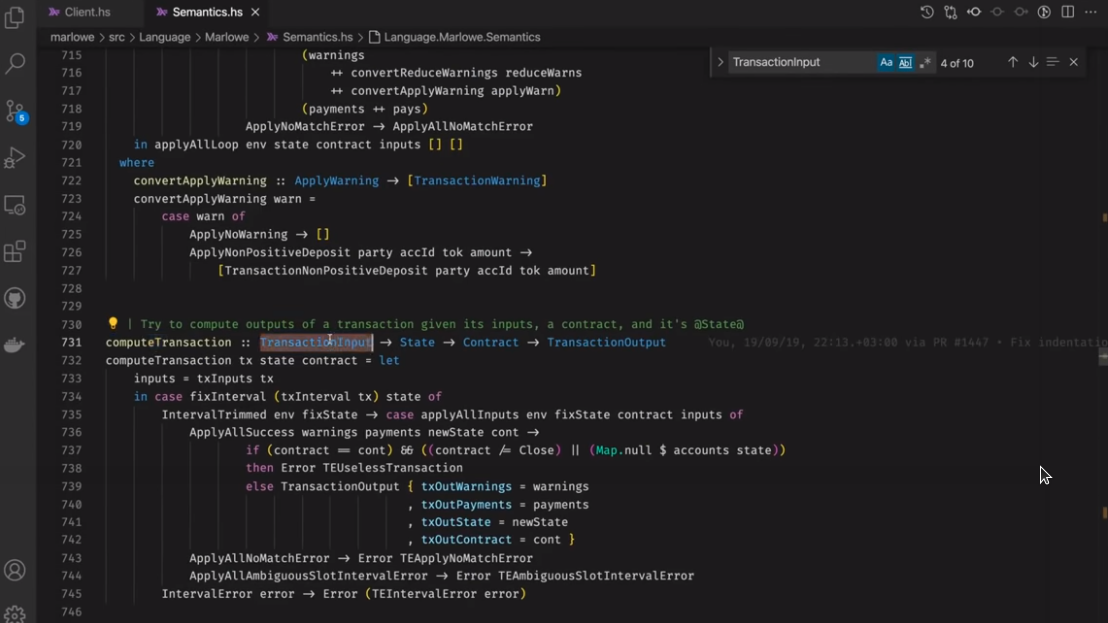 Client.hs
Semantics.hs
marlowe > src > Language > Marlowe > Semantics.hs > Language.Marlowe.Semantics
TransactionInput
Aa
Abl
.*
4 of 10
5
715 (warnings
716 ++ convertReduceWarnings reduceWarns
717 ++ convertApplyWarning applyWarn)
718 (payments ++ pays)
719 ApplyNoMatchError → ApplyAllNoMatchError
720 in applyAllLoop env state contract inputs [] []
721 where
722 convertApplyWarning :: ApplyWarning → [TransactionWarning]
723 convertApplyWarning warn =
724 case warn of
725 ApplyNoWarning → []
726 ApplyNonPositiveDeposit party accId tok amount →
727 [TransactionNonPositiveDeposit party accId tok amount]
728
729
730 | Try to compute outputs of a transaction given its inputs, a contract, and it's @State@
731 computeTransaction :: TransactionInput → State → Contract → TransactionOutput You, 19/09/19, 22:13.+03:00 via PR #1447 • Fix indentatio
732 computeTransaction tx state contract = let
733 inputs = txInputs tx
734 in case fixInterval (txInterval tx) state of
735 IntervalTrimmed env fixState → case applyAllInputs env fixState contract inputs of
736 ApplyAllSuccess warnings payments newState cont →
737 if (contract == cont) && ((contract /= Close) || (Map.null $ accounts state))
738 then Error TEUselessTransaction
739 else TransactionOutput { txOutWarnings = warnings
740 , txOutPayments = payments
741 , txOutState = newState
742 , txOutContract = cont }
743 ApplyAllNoMatchError → Error TEApplyNoMatchError
744 ApplyAllAmbiguousSlotIntervalError → Error TEAmbiguousSlotIntervalError
745 IntervalError error → Error (TEIntervalError error)
746